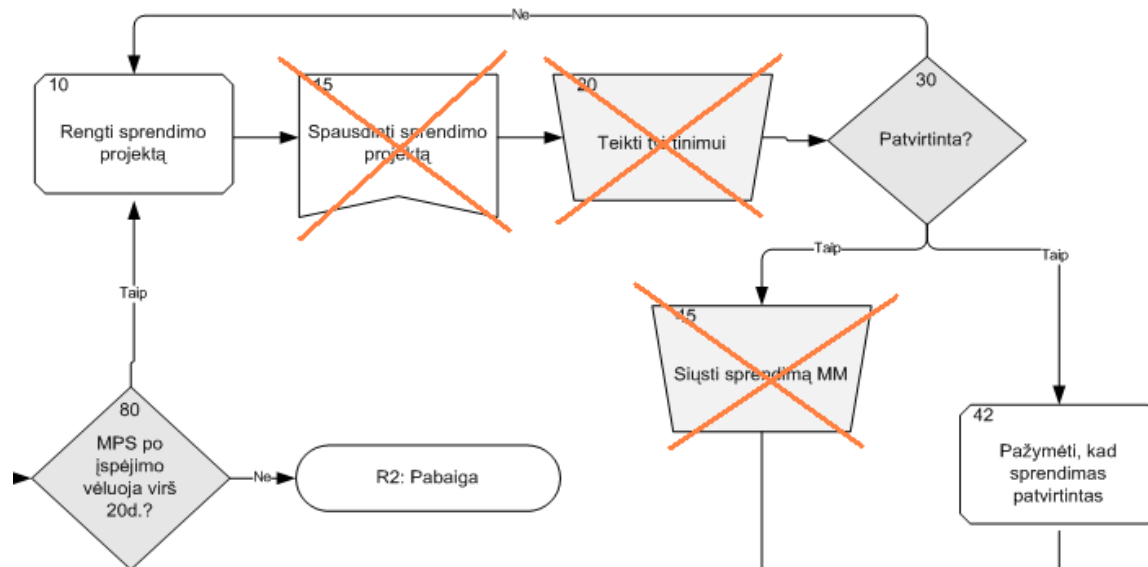 Ne
10
Rengti sprendimo
projektą
15
Spausdinti sprendimo
projektą
20
Teikti tvirtinimui
30
Patvirtinta?
Taip
Taip
Taip
45
Siųsti sprendimą MM
42
Pažymėti, kad
sprendimas
patvirtintas
80
MPS po
įspėjimo
vėluoja virš
20d.?
Ne
R2: Pabaiga